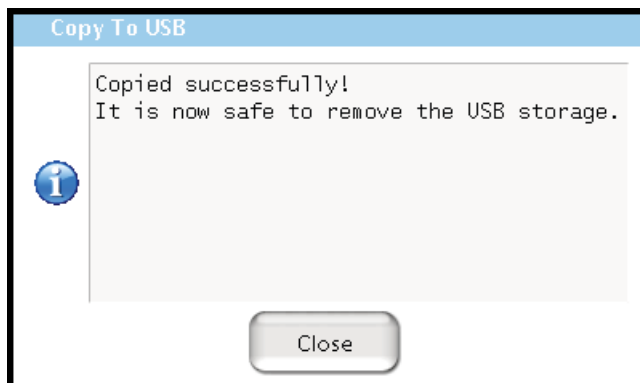 Copy To USB
Copied successfully!
It is now safe to remove the USB storage.
Close